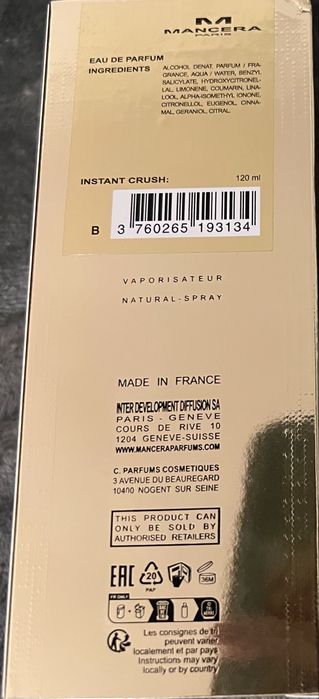 M
MANCERA
PARIS
EAU DE PARFUM
INGREDIENTS ALCOHOL DENAT. PARFUM / FRA-
GRANCE, AQUA / WATER, BENZYL
SALICYLATE, HYDROXYCITRONEL-
LAL, LIMONENE, COUMARIN, LINA-
LOOL, ALPHA-ISOMETHYL IONONE,
CITRONELLOL, EUGENOL, CINNA-
MAL, GERANIOL, CITRAL.
INSTANT CRUSH: 120 ml
B 3 760265 193134
VAPORISATEUR
NATURAL-SPRAY
MADE IN FRANCE
INTER DEVELOPMENT DIFFUSION SA
PARIS - GENEVE
COURS DE RIVE 10
1204 GENEVE-SUISSE
WWW.MANCERAPARFUMS.COM
C. PARFUMS COSMETIQUES
3 AVENUE DU BEAUREGARD
10400 NOGENT SUR SEINE
THIS PRODUCT CAN
ONLY BE SOLD BY
AUTHORISED RETAILERS
EAC 20 36M
PAP
FR ONLY
Les consignes de tri
peuvent varier
localement et par pays
Instructions may vary
locally or by country